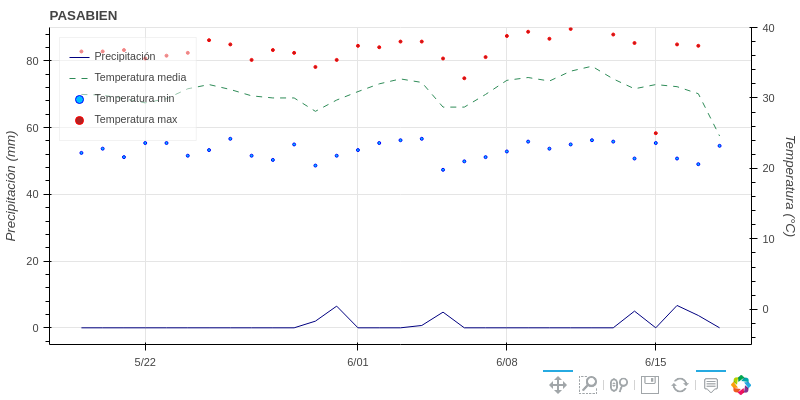 PASABIEN
Precipitación
Temperatura media
Temperatura min
Temperatura max
Precipitación (mm)
80
60
40
20
0
Temperatura (°C)
40
30
20
10
0
5/22
6/01
6/08
6/15